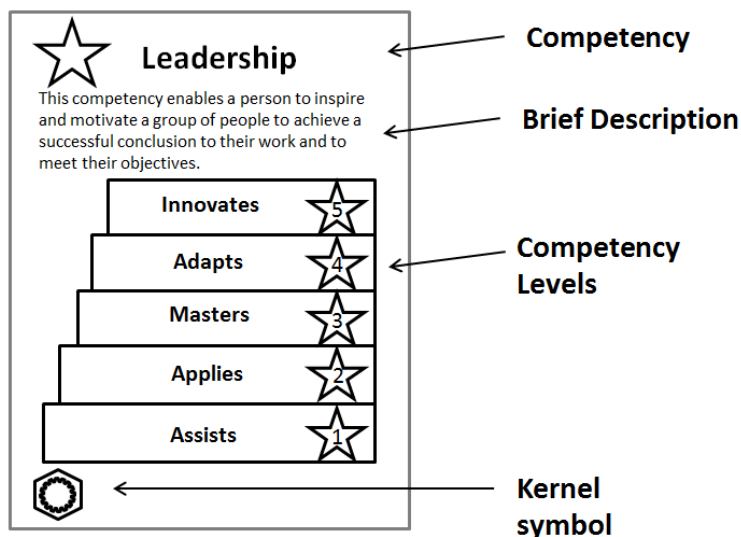 Leadership
Competency
This competency enables a person to inspire
and motivate a group of people to achieve a
successful conclusion to their work and to
meet their objectives.
Brief Description
Innovates 5
Adapts 4
Competency
Levels
Masters 3
Applies 2
Assists 1
Kernel
symbol